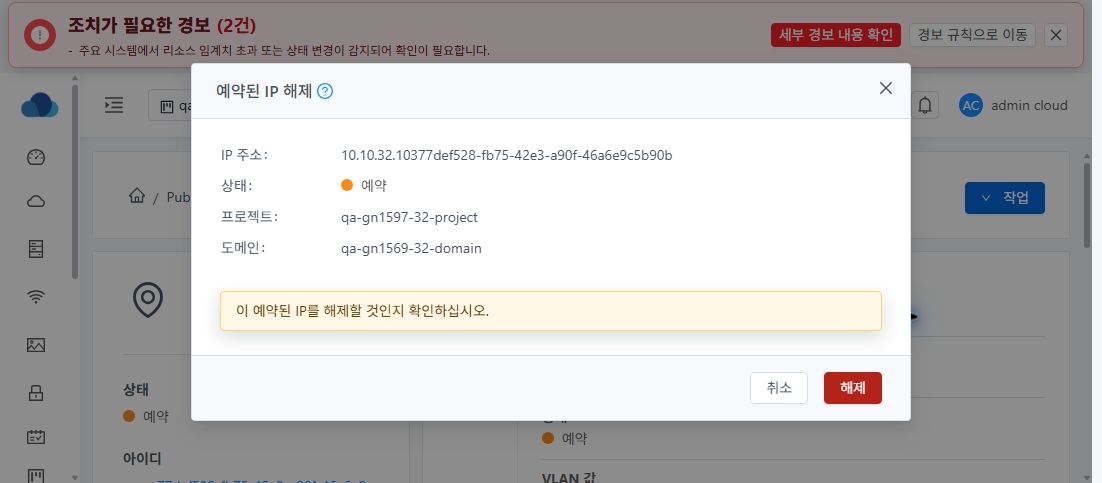 조치가 필요한 경보 (2건)
- 주요 시스템에서 리소스 임계치 초과 또는 상태 변경이 감지되어 확인이 필요합니다.
세부 경보 내용 확인
경보 규칙으로 이동
예약된 IP 해제
qa
AC
admin cloud
IP 주소: 10.10.32.10377def528-fb75-42e3-a90f-46a6e9c5b90b
상태: 예약
프로젝트: qa-gn1597-32-project
도메인: qa-gn1569-32-domain
/ Pub
작업
이 예약된 IP를 해제할 것인지 확인하십시오.
취소
해제
상태
예약
예약
아이디
VLAN 값